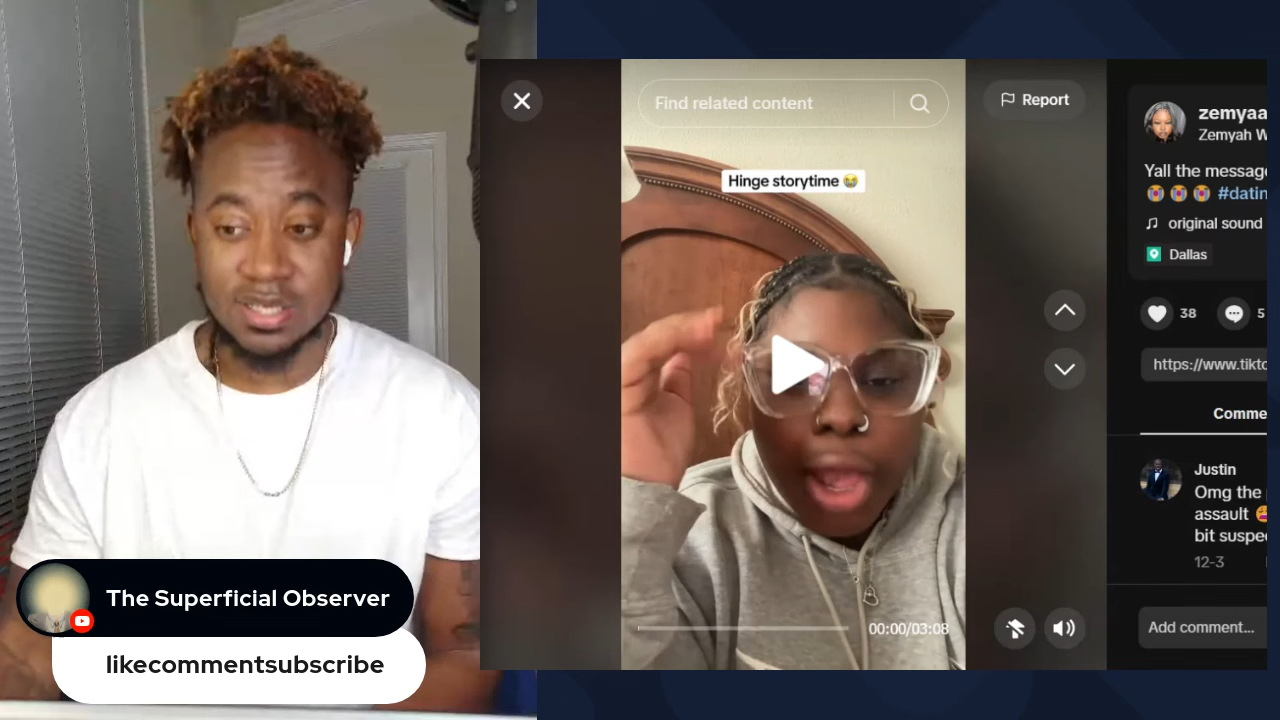 Find related content
Report
Hinge storytime 😭
zemyaa
Zemyah W
Yall the message
😭 😭 😭 #datin
original sound
Dallas
38
5
https://www.tikto
Comme
Justin
Omg the
assault
bit suspe
12-3
Add comment...
00:00/03:08
The Superficial Observer
likecommentsubscribe